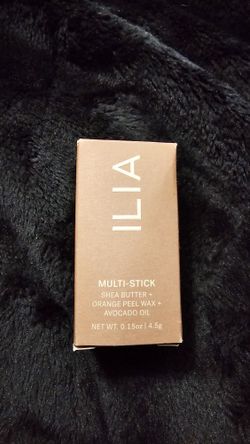 ILIA
MULTI-STICK
SHEA BUTTER +
ORANGE PEEL WAX +
AVOCADO OIL
NET WT. 0.15oz | 4.5g